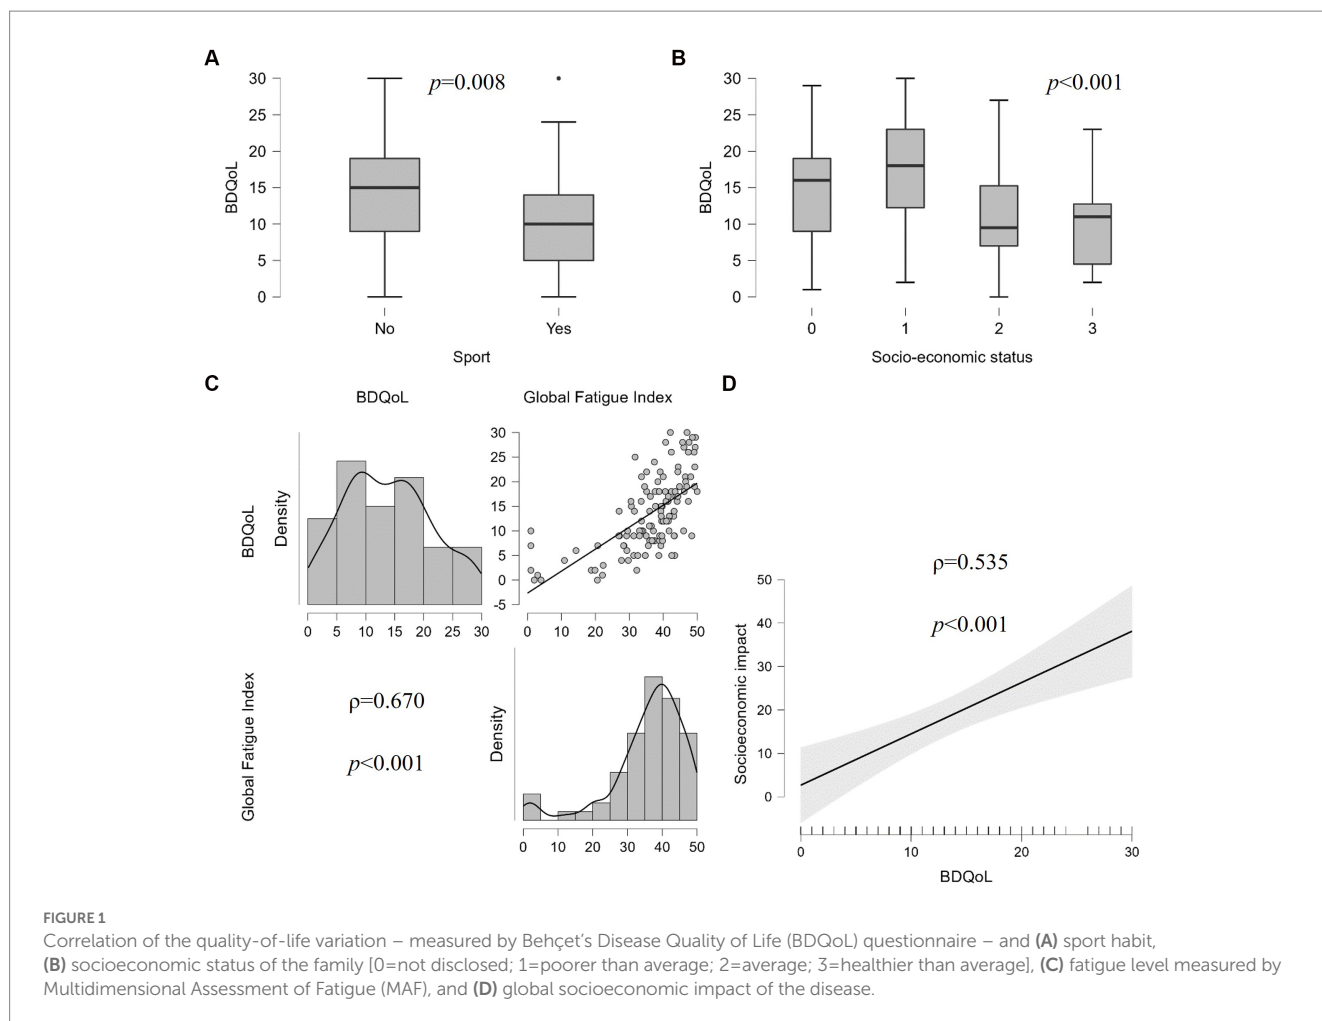 A
BDQoL
30
25
20
15
10
5
0
p=0.008
No
Yes
Sport
B
BDQoL
30
25
20
15
10
5
0
p<0.001
0
1
2
3
Socio-economic status
C
BDQoL
Global Fatigue Index
BDQoL
Density
0 5 10 15 20 25 30
30
25
20
15
10
5
0
-5
0 10 20 30 40 50
Global Fatigue Index
ρ=0.670
p<0.001
Density
0 10 20 30 40 50
D
ρ=0.535
p<0.001
Socioeconomic impact
50
40
30
20
10
0
0 10 20 30
BDQoL
FIGURE 1
Correlation of the quality-of-life variation – measured by Behçet's Disease Quality of Life (BDQoL) questionnaire – and (A) sport habit,
(B) socioeconomic status of the family [0=not disclosed; 1=poorer than average; 2=average; 3=healthier than average], (C) fatigue level measured by
Multidimensional Assessment of Fatigue (MAF), and (D) global socioeconomic impact of the disease.